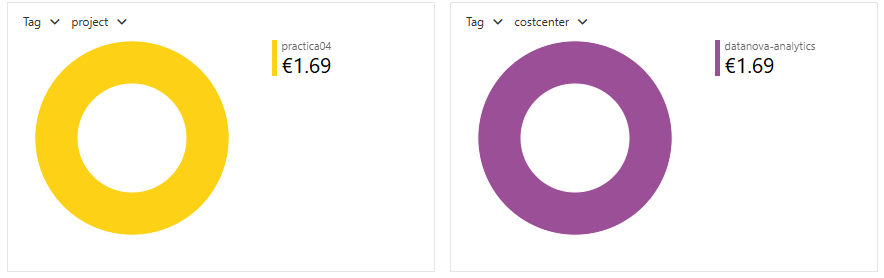 Tag project
practica04
€1.69
Tag costcenter
datanova-analytics
€1.69